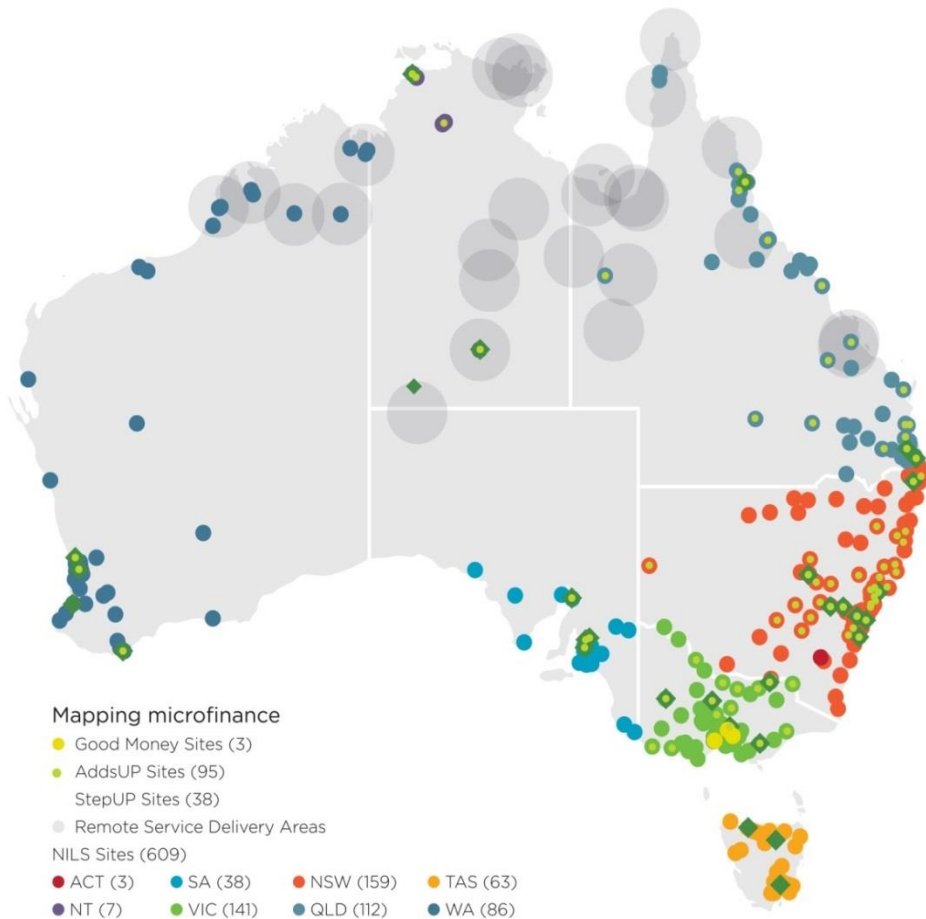 Mapping microfinance
Good Money Sites (3)
AddsUP Sites (95)
StepUP Sites (38)
Remote Service Delivery Areas
NILS Sites (609)
ACT (3) SA (38) NSW (159) TAS (63)
NT (7) VIC (141) QLD (112) WA (86)